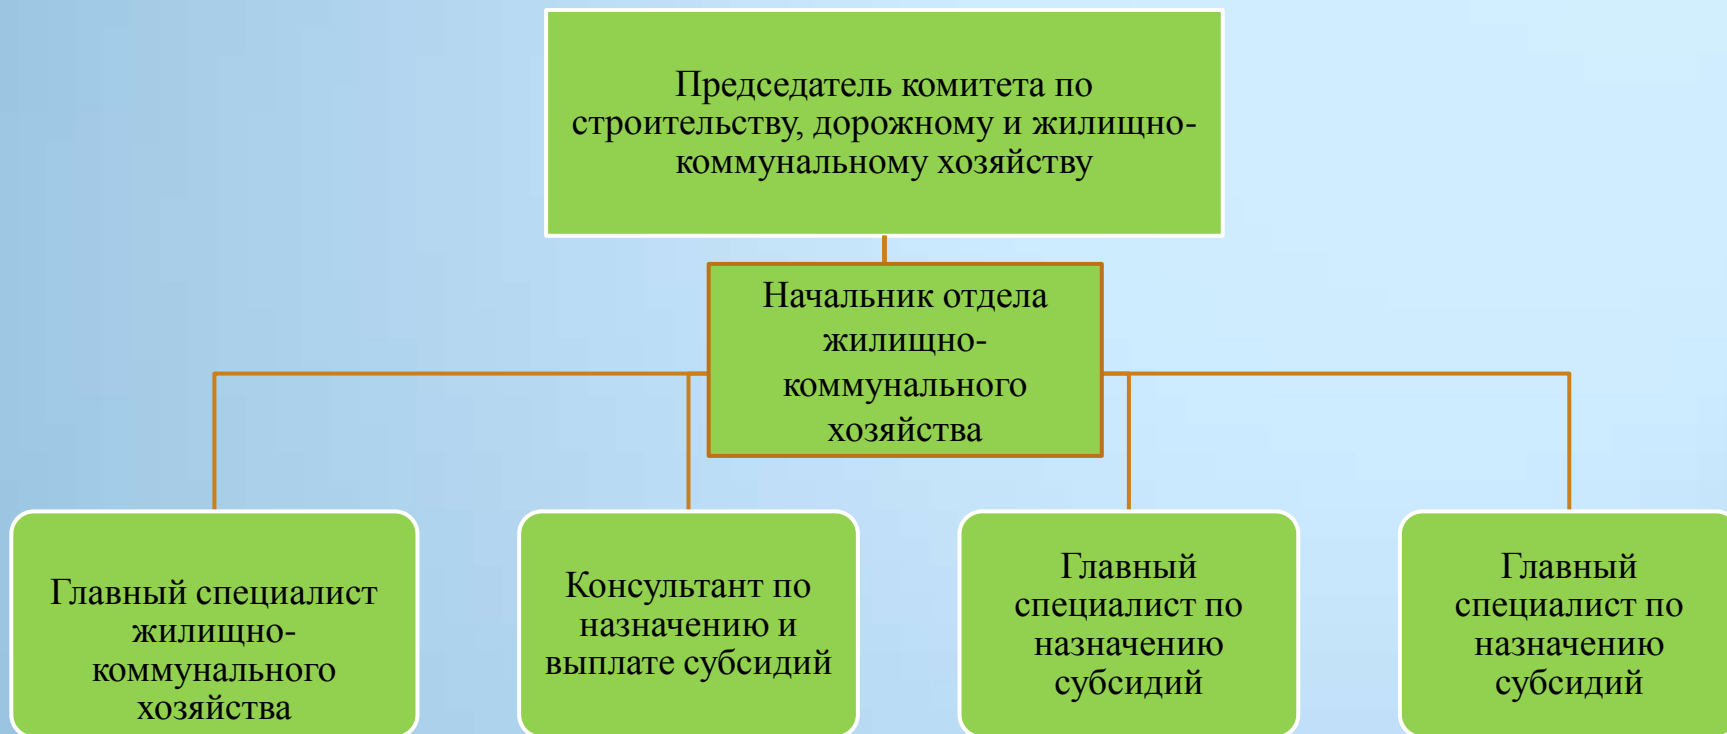 Председатель комитета по
строительству, дорожному и жилищно-
коммунальному хозяйству
Начальник отдела
жилищно-
коммунального
хозяйства
Главный специалист
жилищно-
коммунального
хозяйства
Консультант по
назначению и
выплате субсидий
Главный
специалист по
назначению
субсидий
Главный
специалист по
назначению
субсидий